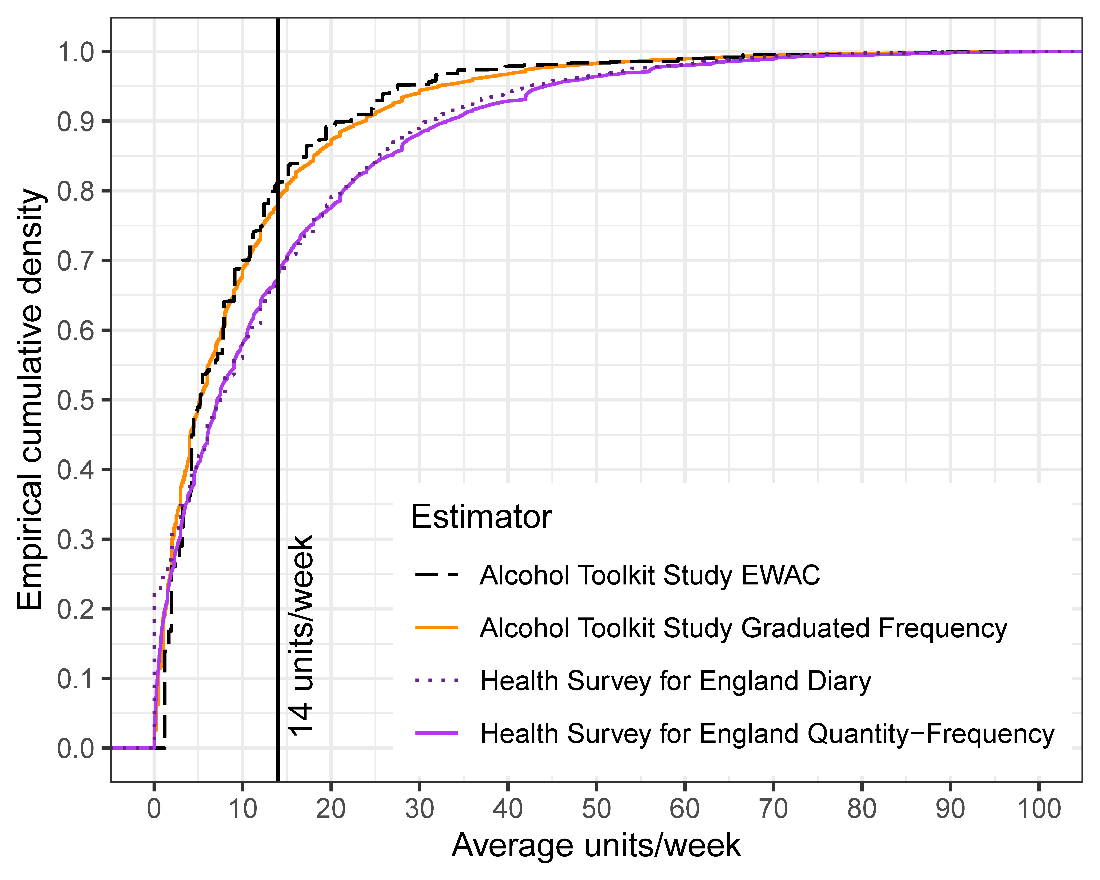 Empirical cumulative density
1.0
0.9
0.8
0.7
0.6
0.5
0.4
0.3
0.2
0.1
0.0
14 units/week
Estimator
Alcohol Toolkit Study EWAC
Alcohol Toolkit Study Graduated Frequency
Health Survey for England Diary
Health Survey for England Quantity−Frequency
0 10 20 30 40 50 60 70 80 90 100
Average units/week